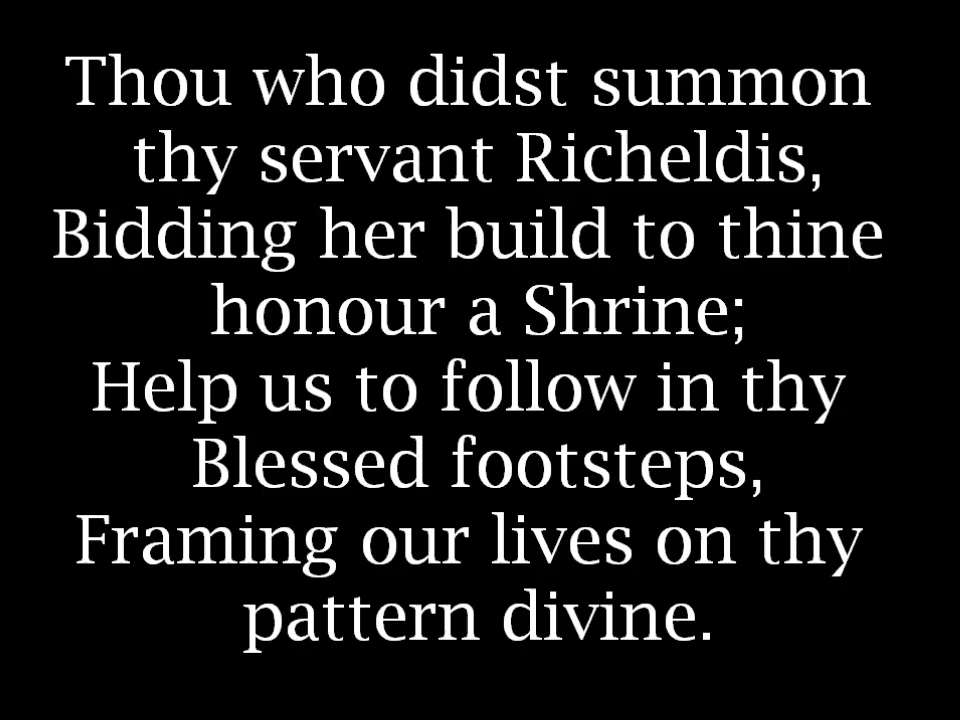 Thou who didst summon
thy servant Richeldis,
Bidding her build to thine
honour a Shrine;
Help us to follow in thy
Blessed footsteps,
Framing our lives on thy
pattern divine.